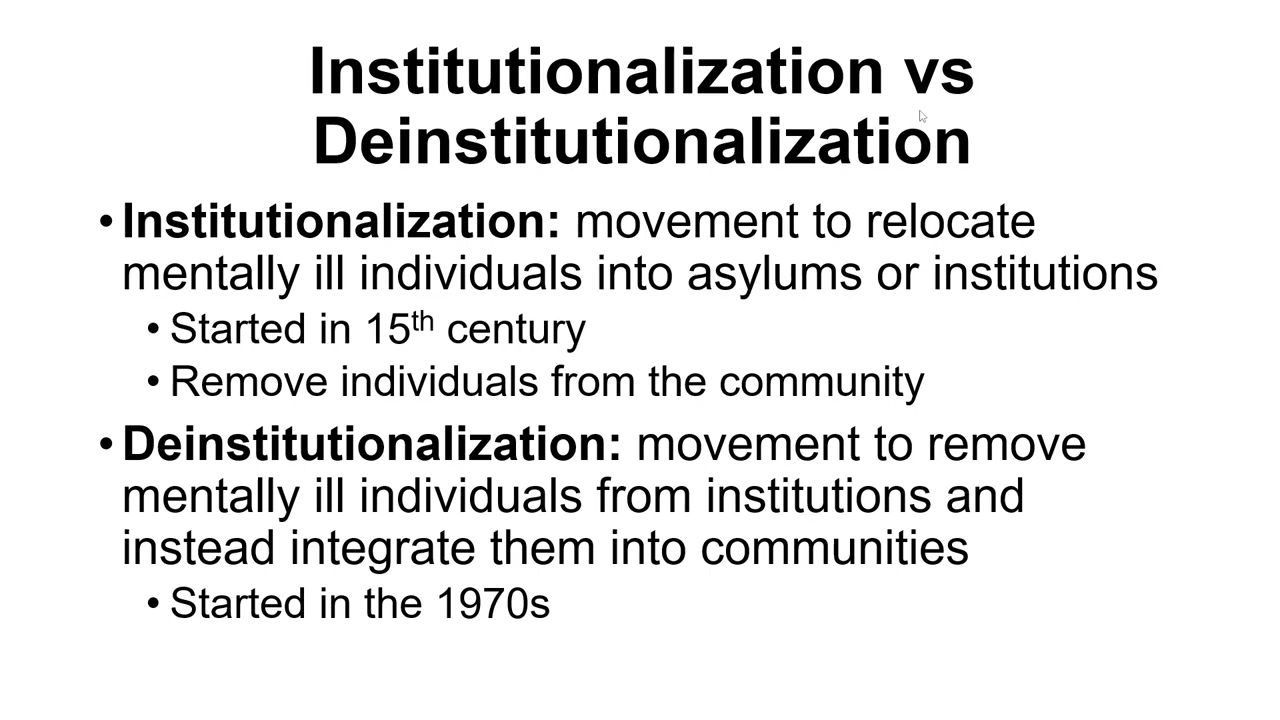 Institutionalization vs
Deinstitutionalization
• Institutionalization: movement to relocate
mentally ill individuals into asylums or institutions
• Started in 15th century
• Remove individuals from the community
• Deinstitutionalization: movement to remove
mentally ill individuals from institutions and
instead integrate them into communities
• Started in the 1970s